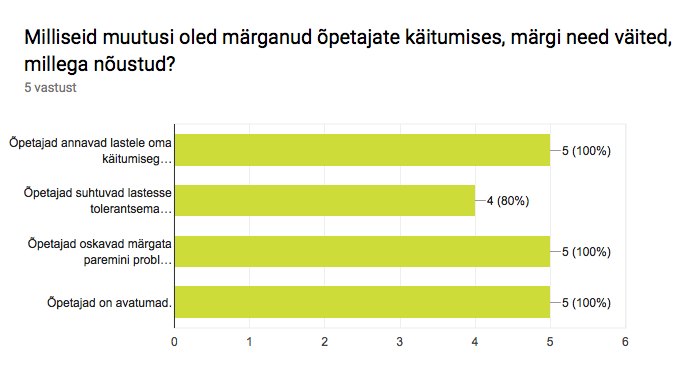 Milliseid muutusi oled märganud õpetajate käitumises, märgi need väited,
millega nõustud?
5 vastust
Õpetajad annavad lastele oma
käitumiseg…
5 (100%)
Õpetajad suhtuvad lastesse
tolerantsema…
4 (80%)
Õpetajad oskavad märgata
paremini probl…
5 (100%)
Õpetajad on avatumad.
5 (100%)
0 1 2 3 4 5 6